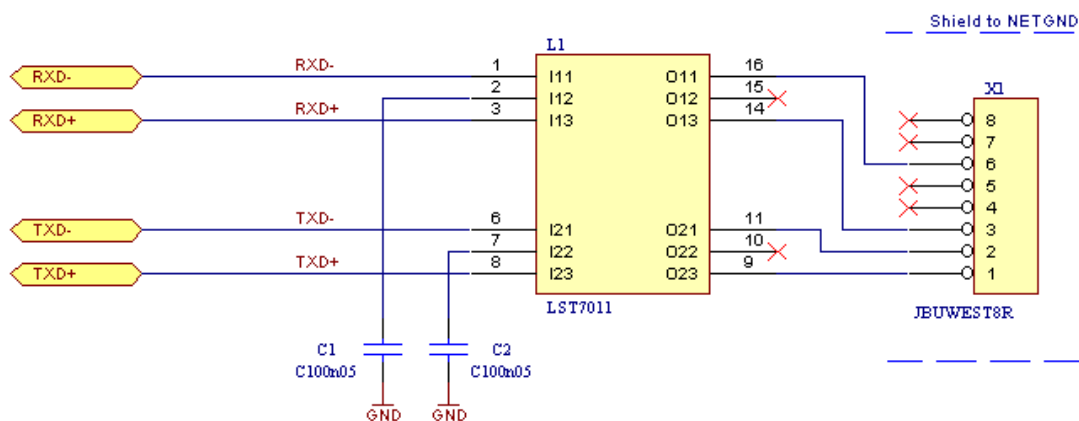 Shield to NETGND
L1
X1
RXD- RXD- 1 I11 O11 16
2 I12 O12 15
RXD+ RXD+ 3 I13 O13 14
8
7
6
5
4
TXD- TXD- 6 I21 O21 11 3
7 I22 O22 10 2
TXD+ TXD+ 8 I23 O23 9 1
LST7011 JBUWEST8R
C1 C2
C100n05 C100n05
GND GND